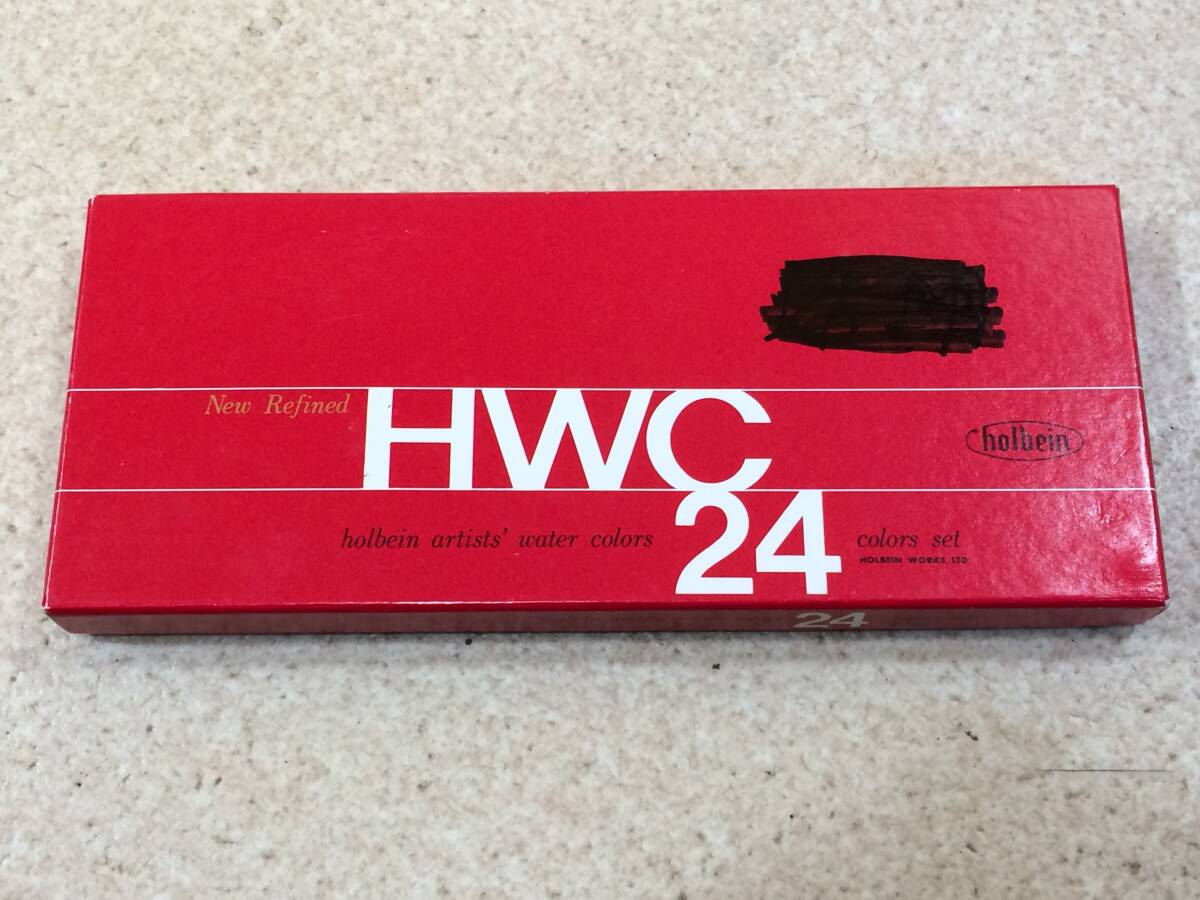 New Refined HWC holbein
holbein artists' water colors 24 colors set
HOLBEIN WORKS, LTD
24